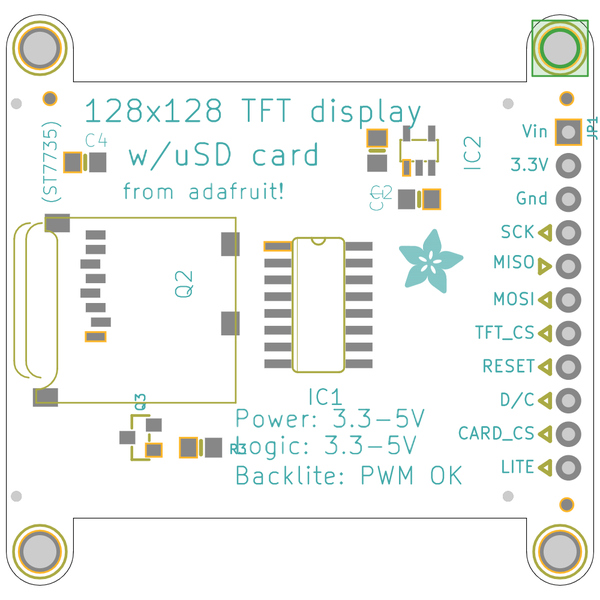 128x128 TFT display
w/uSD card
from adafruit!
(ST7735)
C4
IC2
C2
JP1
Vin
3.3V
Gnd
SCK
MISO
MOSI
TFT_CS
RESET
D/C
CARD_CS
LITE
Q2
Q3
R3
IC1
Power: 3.3-5V
Logic: 3.3-5V
Backlite: PWM OK